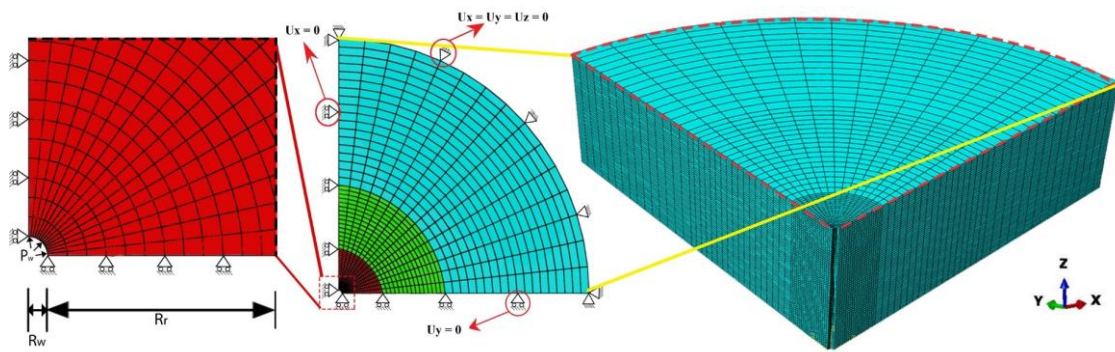 Ux = 0
Ux = Uy = Uz = 0
Pw
Rr
Rw
Uy = 0
Z
Y
X